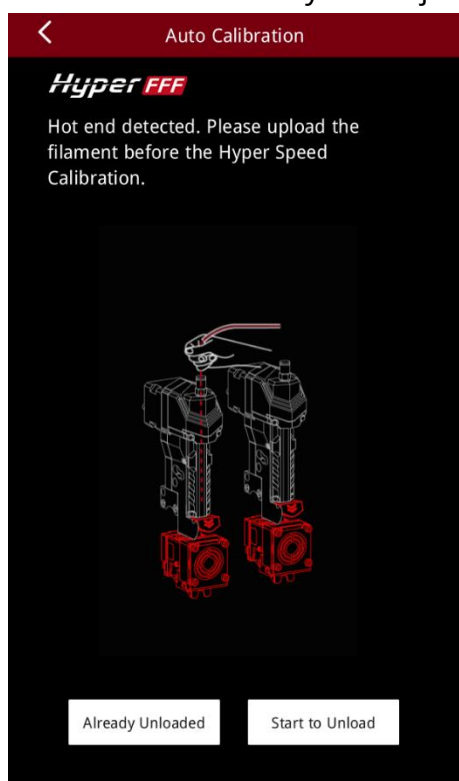 Auto Calibration
Hyper FFF
Hot end detected. Please upload the
filament before the Hyper Speed
Calibration.
Already Unloaded
Start to Unload